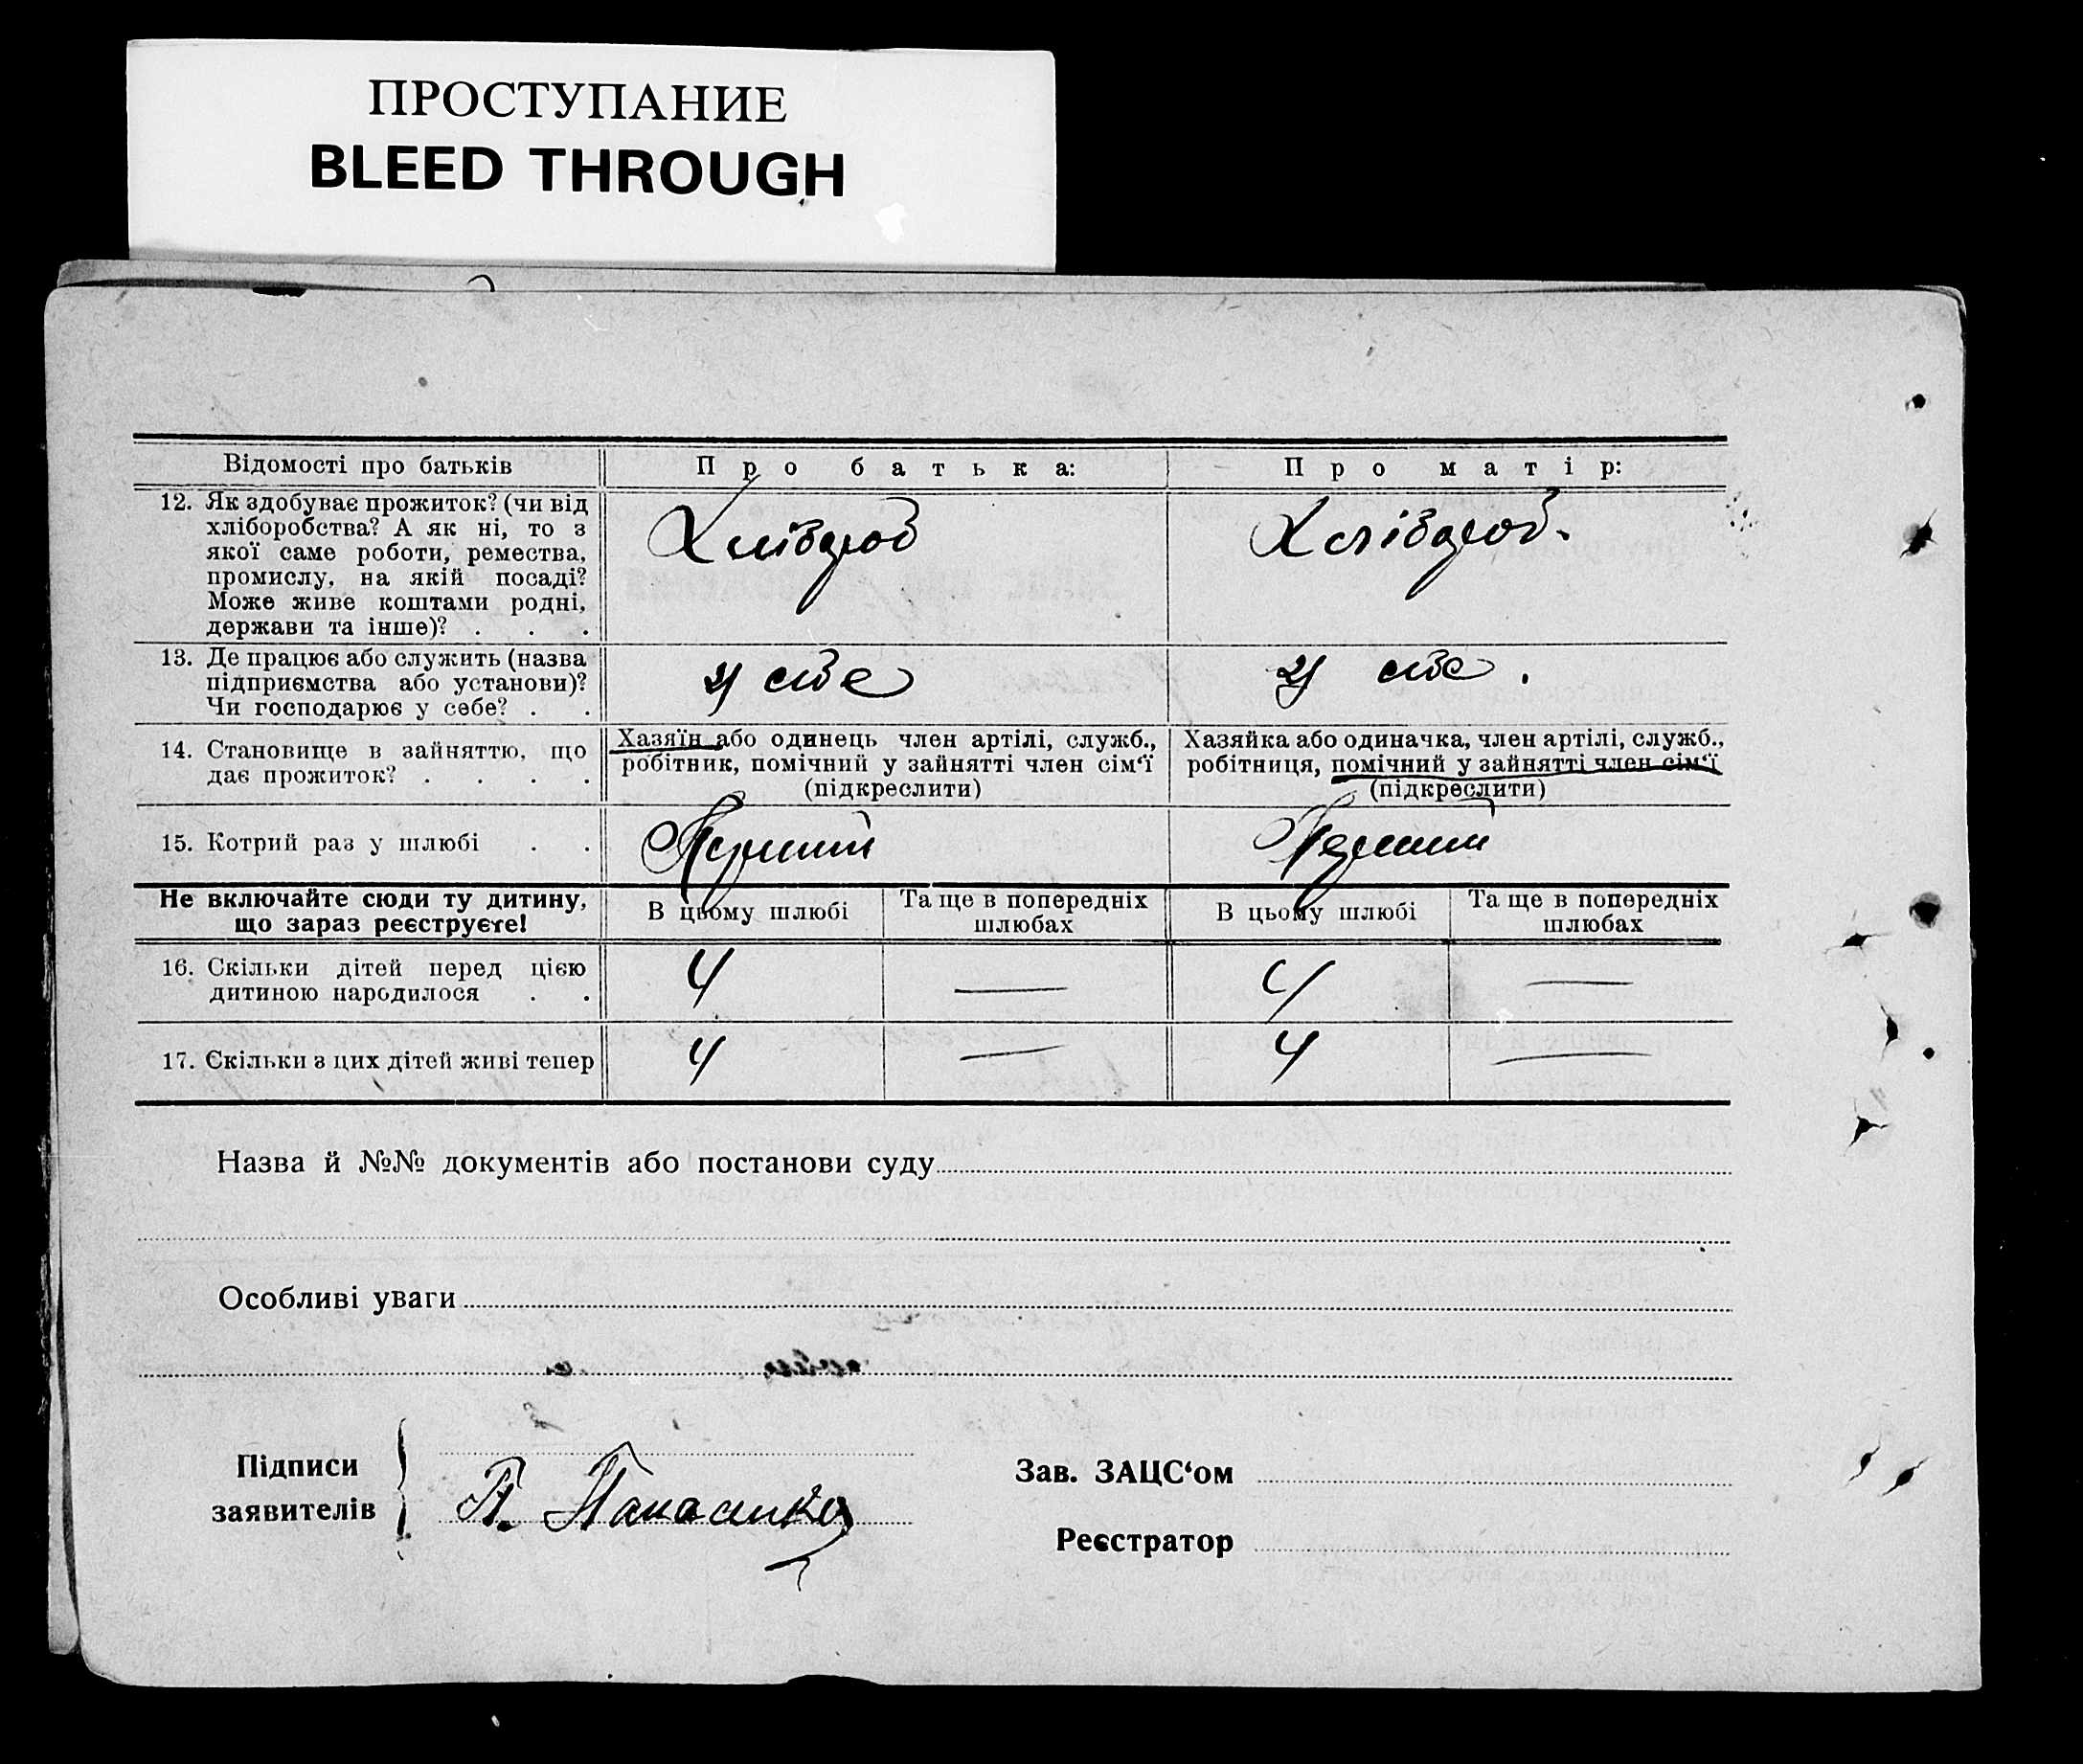 ПРОСТУПАНИЕ
BLEED THROUGH
Відомості про батьків
Про батька:
Про матір:
12. Як здобуває прожиток? (чи від
хліборобства? А як ні, то з
якої саме роботи, ремества,
промислу, на якій посаді?
Може живе коштами родні,
держави та інше)? . . .
Хлібороб
Хлібороб.
13. Де працює або служить (назва
підприємства або установи)?
Чи господарює у себе? . .
У себе
У себе.
14. Становище в зайняттю, що
дає прожиток? . . . .
Хазяїн або одинець член артілі, служб.,
робітник, помічний у зайнятті член сім‘ї
(підкреслити)
Хазяйка або одиначка, член артілі, служб.,
робітниця, помічний у зайнятті член сім‘ї
(підкреслити)
15. Котрий раз у шлюбі . .
Перший
Перший
Не включайте сюди ту дитину,
що зараз реєструєте!
В цьому шлюбі
Та ще в попередніх
шлюбах
В цьому шлюбі
Та ще в попередніх
шлюбах
16. Скільки дітей перед цією
дитиною народилося . .
4
—
4
—
17. Скільки з цих дітей живі тепер
4
—
4
—
Назва й №№ документів або постанови суду
Особливі уваги
Підписи
заявителів
П. Панасенко
Зав. ЗАЦС‘ом
Реєстратор